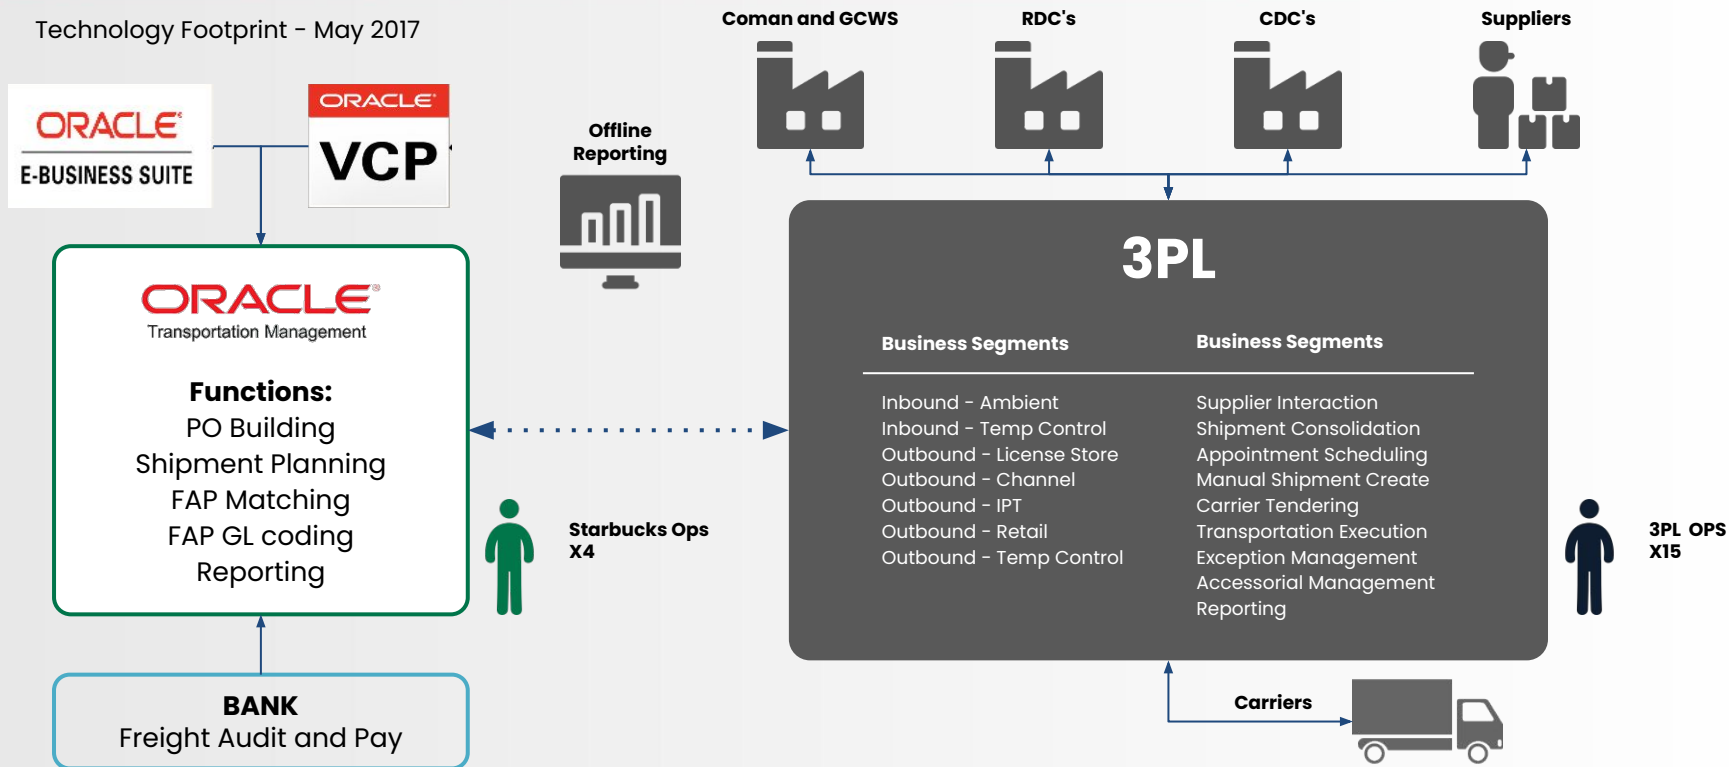 Technology Footprint - May 2017
ORACLE
E-BUSINESS SUITE
ORACLE
VCP
Offline
Reporting
Coman and GCWS
RDC's
CDC's
Suppliers
ORACLE®
Transportation Management
Functions:
PO Building
Shipment Planning
FAP Matching
FAP GL coding
Reporting
Starbucks Ops
X4
BANK
Freight Audit and Pay
3PL
Business Segments
Inbound - Ambient
Inbound - Temp Control
Outbound - License Store
Outbound - Channel
Outbound - IPT
Outbound - Retail
Outbound - Temp Control
Business Segments
Supplier Interaction
Shipment Consolidation
Appointment Scheduling
Manual Shipment Create
Carrier Tendering
Transportation Execution
Exception Management
Accessorial Management
Reporting
3PL OPS
X15
Carriers